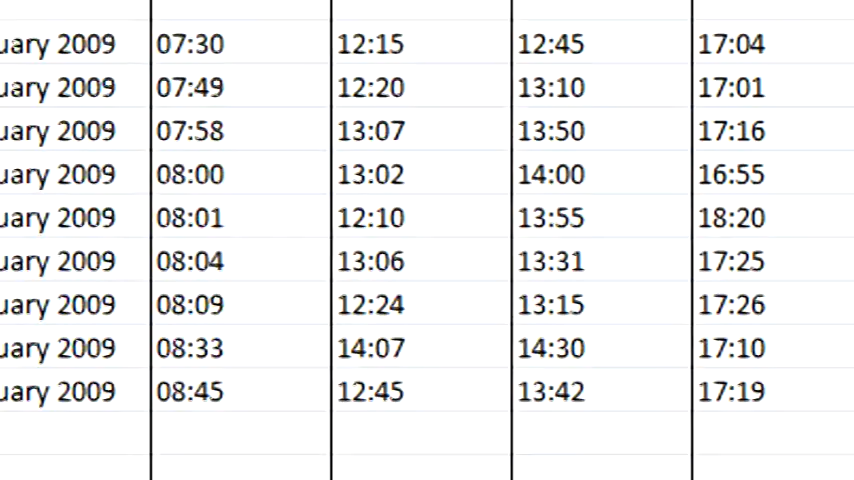 uary 2009 07:30 12:15 12:45 17:04
uary 2009 07:49 12:20 13:10 17:01
uary 2009 07:58 13:07 13:50 17:16
uary 2009 08:00 13:02 14:00 16:55
uary 2009 08:01 12:10 13:55 18:20
uary 2009 08:04 13:06 13:31 17:25
uary 2009 08:09 12:24 13:15 17:26
uary 2009 08:33 14:07 14:30 17:10
uary 2009 08:45 12:45 13:42 17:19